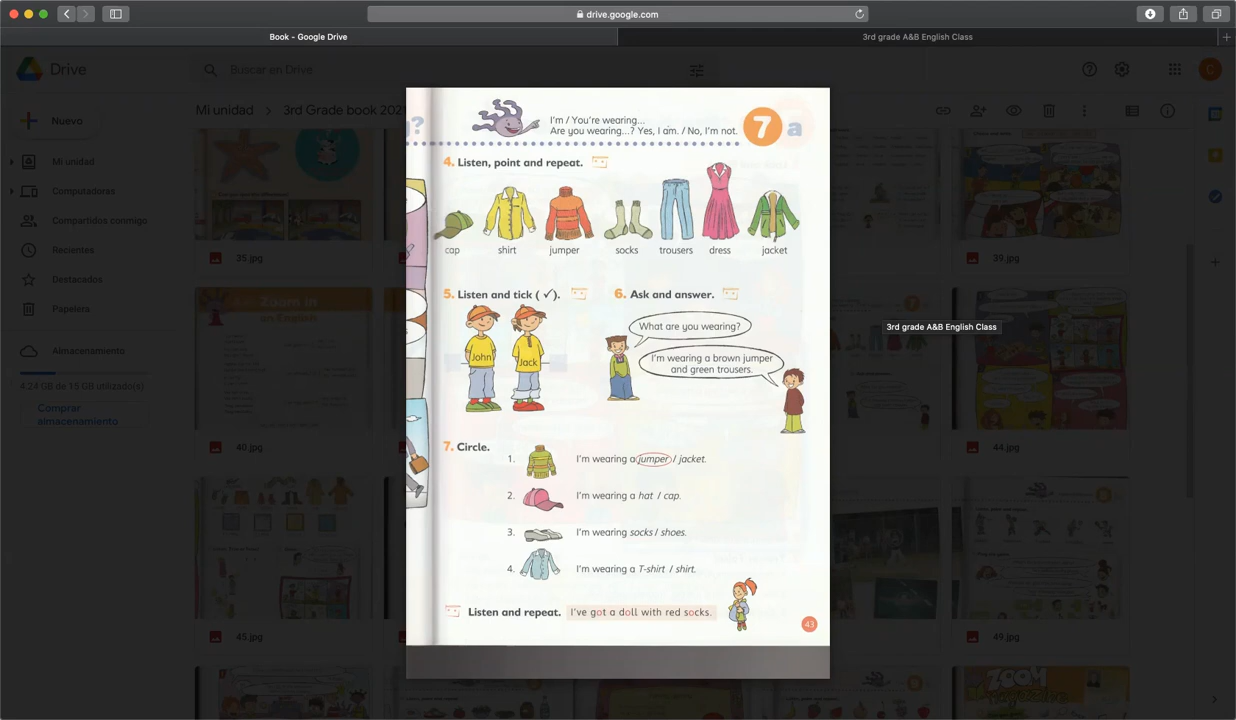 drive.google.com
Book - Google Drive
3rd grade A&B English Class
Drive
Buscar en Drive
Mi unidad > 3rd Grade book 2021
Nuevo
Mi unidad
Computadoras
Compartidos conmigo
Recientes
Destacados
Papelera
Almacenamiento
4.24 GB de 15 GB utilizado(s)
Comprar
almacenamiento
35.jpg
39.jpg
40.jpg
44.jpg
45.jpg
49.jpg
Zoom in
on English
ZOOM
3rd grade A&B English Class
I'm / You're wearing...
Are you wearing...? Yes, I am. / No, I'm not.
7 a
?
4. Listen, point and repeat.
cap shirt jumper socks trousers dress jacket
5. Listen and tick ( ✓ ).
John
Jack
6. Ask and answer.
What are you wearing?
I'm wearing a brown jumper
and green trousers.
7. Circle.
1. I'm wearing a jumper / jacket.
2. I'm wearing a hat / cap.
3. I'm wearing socks / shoes.
4. I'm wearing a T-shirt / shirt.
Listen and repeat. I've got a doll with red socks.
43